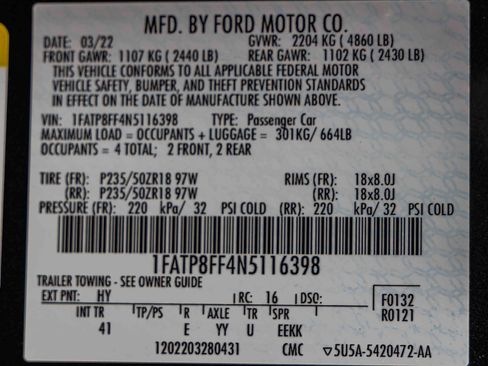 MFD. BY FORD MOTOR CO.
DATE: 03/22 GVWR: 2204 KG ( 4860 LB)
FRONT GAWR: 1107 KG ( 2440 LB) REAR GAWR: 1102 KG ( 2430 LB)
THIS VEHICLE CONFORMS TO ALL APPLICABLE FEDERAL MOTOR
VEHICLE SAFETY, BUMPER, AND THEFT PREVENTION STANDARDS
IN EFFECT ON THE DATE OF MANUFACTURE SHOWN ABOVE.
VIN: 1FATP8FF4N5116398 TYPE: Passenger Car
MAXIMUM LOAD = OCCUPANTS + LUGGAGE = 301KG/ 664LB
OCCUPANTS = 4 TOTAL; 2 FRONT, 2 REAR
TIRE (FR): P235/50ZR18 97W RIMS (FR): 18x8.0J
(RR): P235/50ZR18 97W (RR): 18x8.0J
PRESSURE (FR): 220 kPa/ 32 PSI COLD (RR): 220 kPa/ 32 PSI COLD
1FATP8FF4N5116398
TRAILER TOWING - SEE OWNER GUIDE
EXT PNT: HY RC: 16 DSO: F0132
INT TR TP/PS R AXLE TR S R0121
41 E YY U EEKK
1202203280431 CMC ▽5U5A-5420472-AA